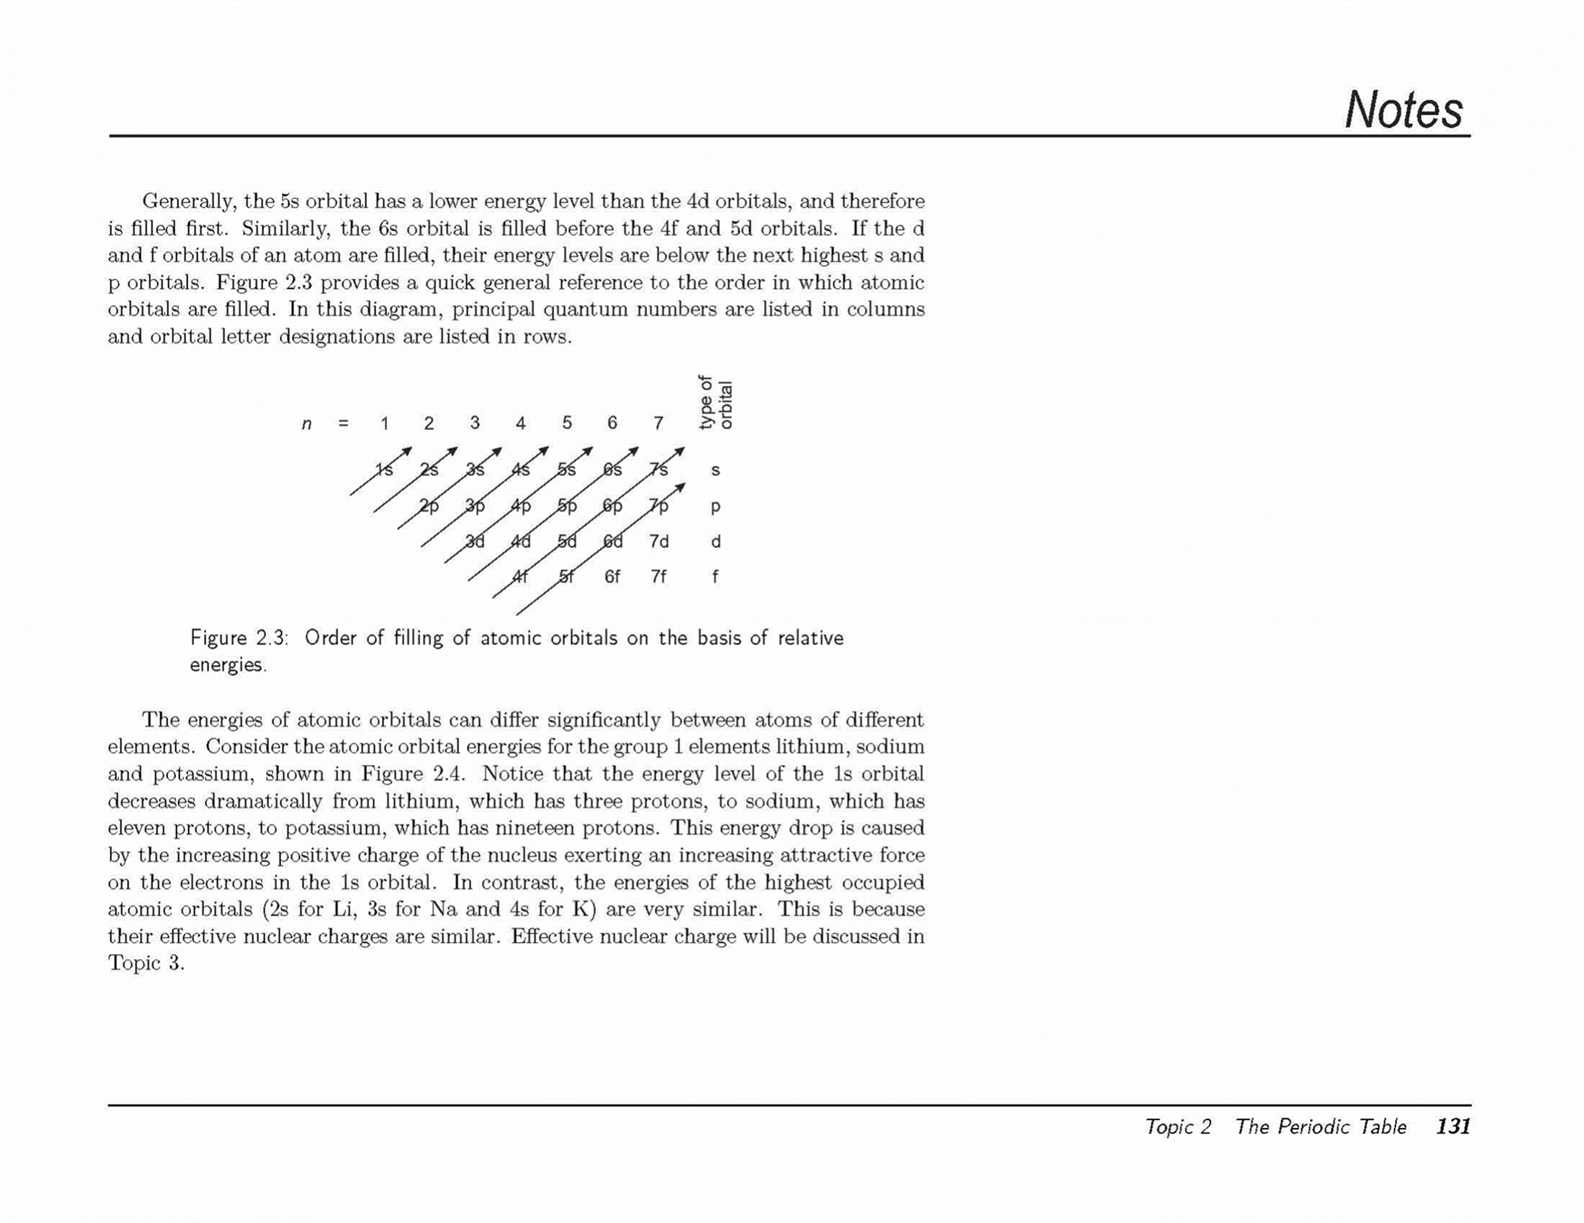 Notes
Generally, the 5s orbital has a lower energy level than the 4d orbitals, and therefore
is filled first. Similarly, the 6s orbital is filled before the 4f and 5d orbitals. If the d
and f orbitals of an atom are filled, their energy levels are below the next highest s and
p orbitals. Figure 2.3 provides a quick general reference to the order in which atomic
orbitals are filled. In this diagram, principal quantum numbers are listed in columns
and orbital letter designations are listed in rows.
type of
orbital
n = 1 2 3 4 5 6 7
1s 2s 3s 4s 5s 6s 7s s
2p 3p 4p 5p 6p 7p p
3d 4d 5d 6d 7d d
4f 5f 6f 7f f
Figure 2.3: Order of filling of atomic orbitals on the basis of relative
energies.
The energies of atomic orbitals can differ significantly between atoms of different
elements. Consider the atomic orbital energies for the group 1 elements lithium, sodium
and potassium, shown in Figure 2.4. Notice that the energy level of the 1s orbital
decreases dramatically from lithium, which has three protons, to sodium, which has
eleven protons, to potassium, which has nineteen protons. This energy drop is caused
by the increasing positive charge of the nucleus exerting an increasing attractive force
on the electrons in the 1s orbital. In contrast, the energies of the highest occupied
atomic orbitals (2s for Li, 3s for Na and 4s for K) are very similar. This is because
their effective nuclear charges are similar. Effective nuclear charge will be discussed in
Topic 3.
Topic 2 The Periodic Table 131